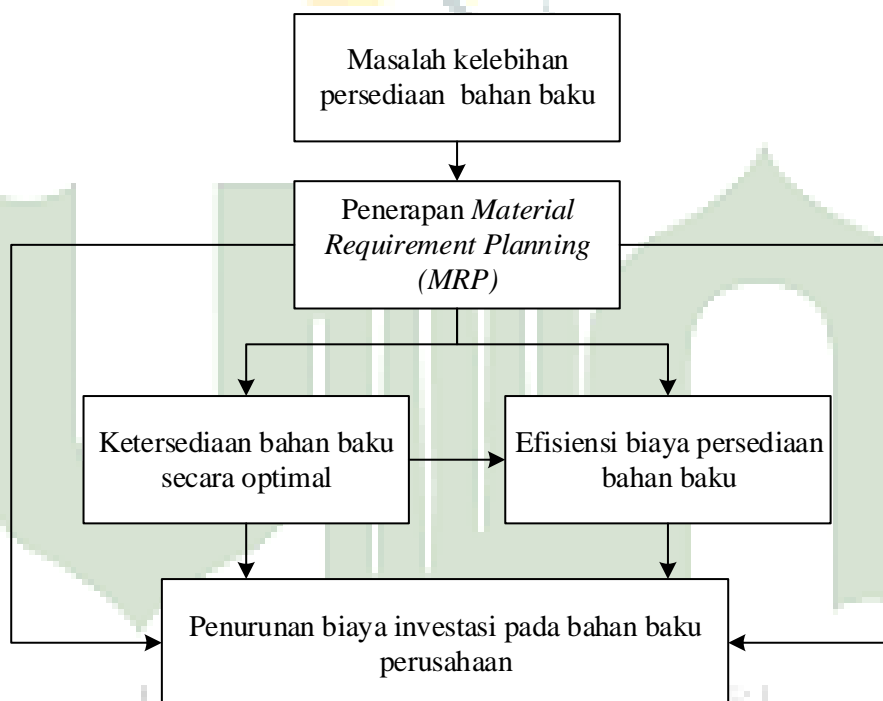 Masalah kelebihan
persediaan bahan baku
Penerapan Material
Requirement Planning
(MRP)
Ketersediaan bahan baku
secara optimal
Efisiensi biaya persediaan
bahan baku
Penurunan biaya investasi pada bahan baku
perusahaan